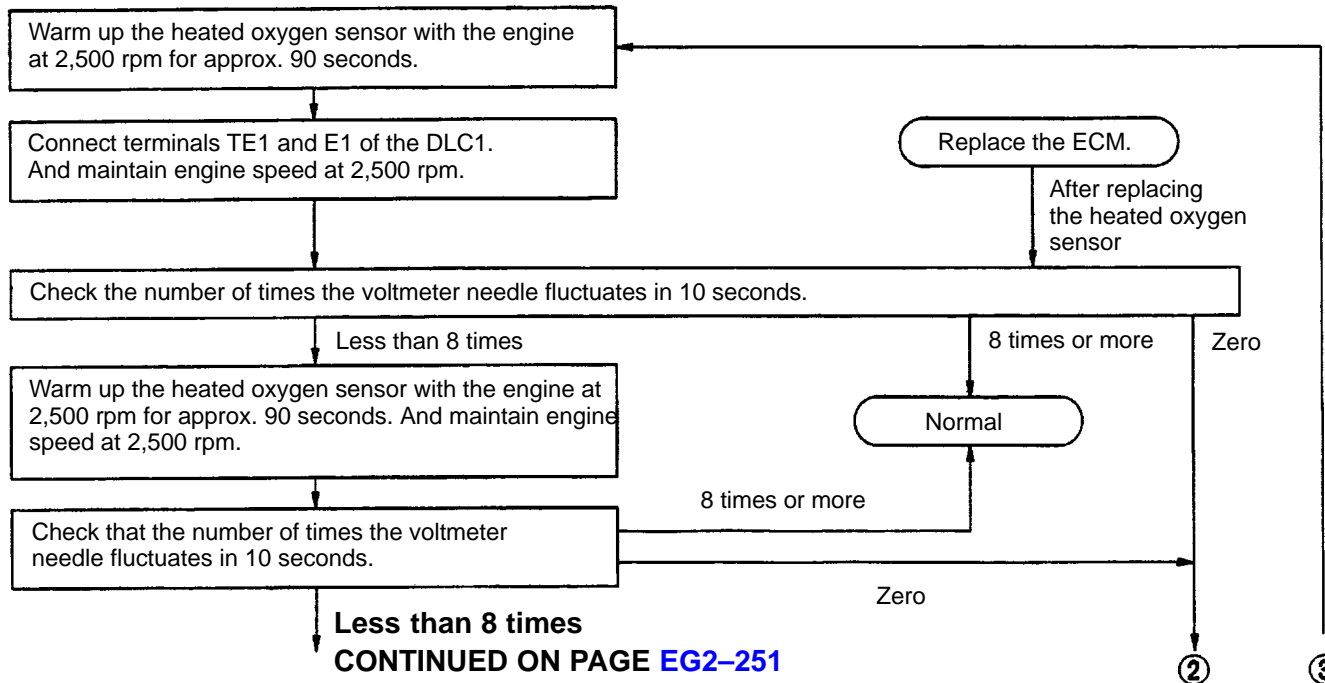 Warm up the heated oxygen sensor with the engine
at 2,500 rpm for approx. 90 seconds.
Connect terminals TE1 and E1 of the DLC1.
And maintain engine speed at 2,500 rpm.
Replace the ECM.
After replacing
the heated oxygen
sensor
Check the number of times the voltmeter needle fluctuates in 10 seconds.
Less than 8 times
8 times or more
Zero
Warm up the heated oxygen sensor with the engine at
2,500 rpm for approx. 90 seconds. And maintain engine
speed at 2,500 rpm.
Normal
8 times or more
Check that the number of times the voltmeter
needle fluctuates in 10 seconds.
Zero
Less than 8 times
CONTINUED ON PAGE EG2–251
②
③